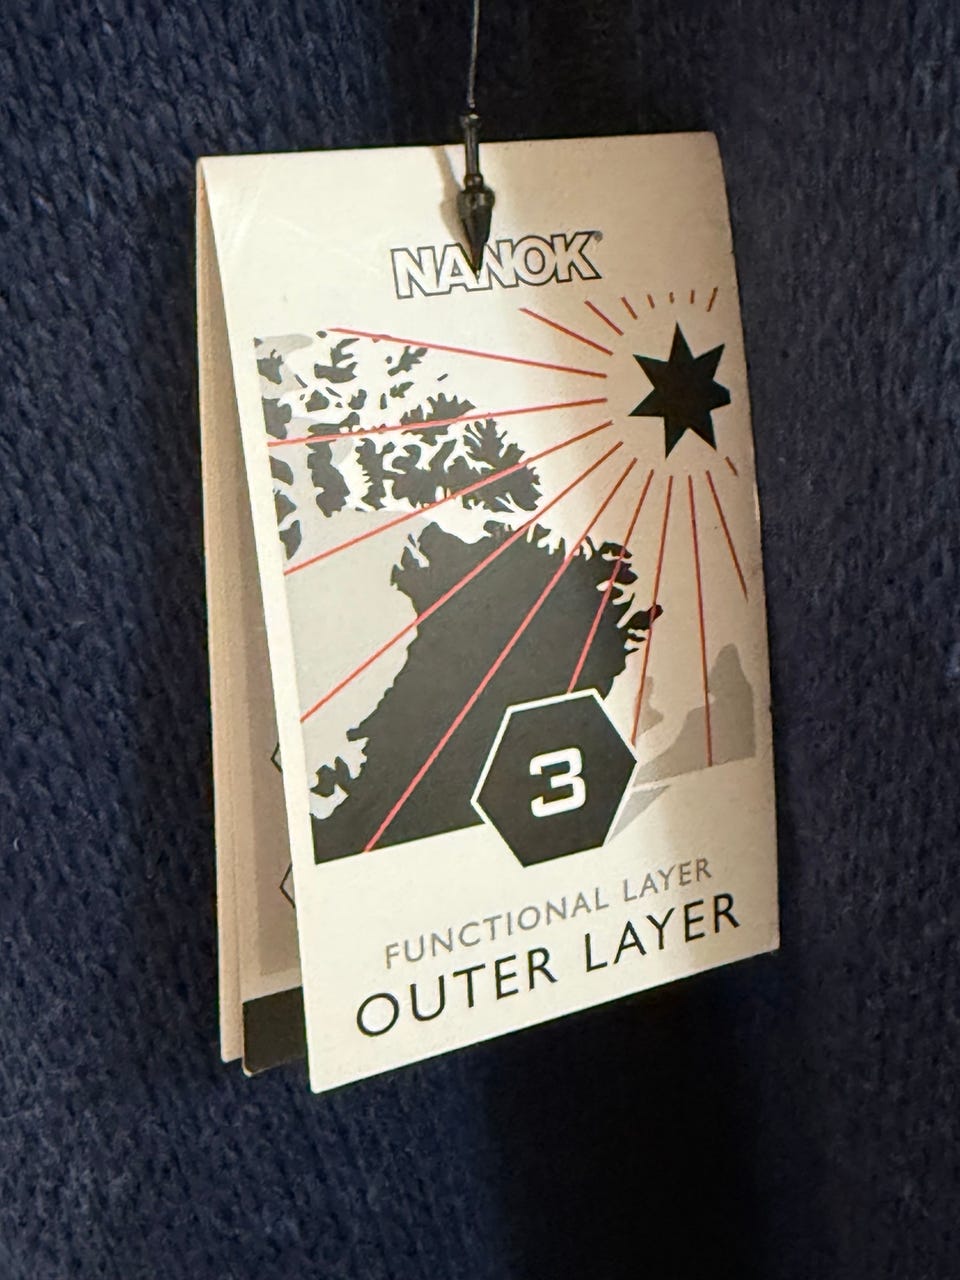 NANOK®
3
FUNCTIONAL LAYER
OUTER LAYER